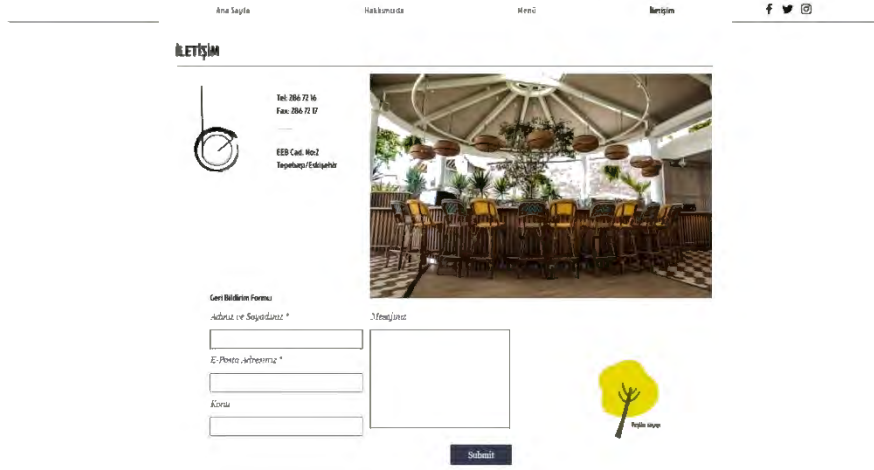 Ana Sayfa
Hakkımızda
Menü
İletişim
İLETİŞİM
Tel: 286 72 16
Fax: 286 72 17
EEB Cad. No:2
Tepebaşı/Eskişehir
Geri Bildirim Formu
Adınız ve Soyadınız *
Mesajınız
E-Posta Adresiniz *
Konu
Submit